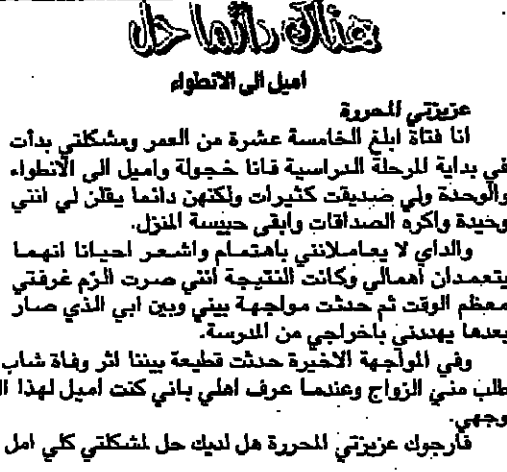 هناك دائما حل
اميل الى الانطواء
عزيزتي المحررة
انا فتاة ابلغ الخامسة عشرة من العمر ومشكلتي بدأت
في بداية المرحلة الدراسية فانا خجولة واميل الى الانطواء
والوحدة ولي صديقت كثيرات ولكنهن دائما يقلن لي انني
وحيدة واكره الصداقات وابقى حبيسة المنزل.
والداي لا يعاملانني باهتمام واشعر احيانا انهما
يتعمدان اهمالي وكانت النتيجة انني صرت الزم غرفتي
معظم الوقت ثم حدثت مواجهة بيني وبين ابي الذي صار
بعدها يهددني باخراجي من المدرسة.
وفي المواجهة الاخيرة حدثت قطيعة بيننا اثر وفاة شاب
طلب مني الزواج وعندما عرف اهلي باني كنت اميل لهذا ال
وجهي.
فارجوك عزيزتي المحررة هل لديك حل لمشكلتي كلي امل